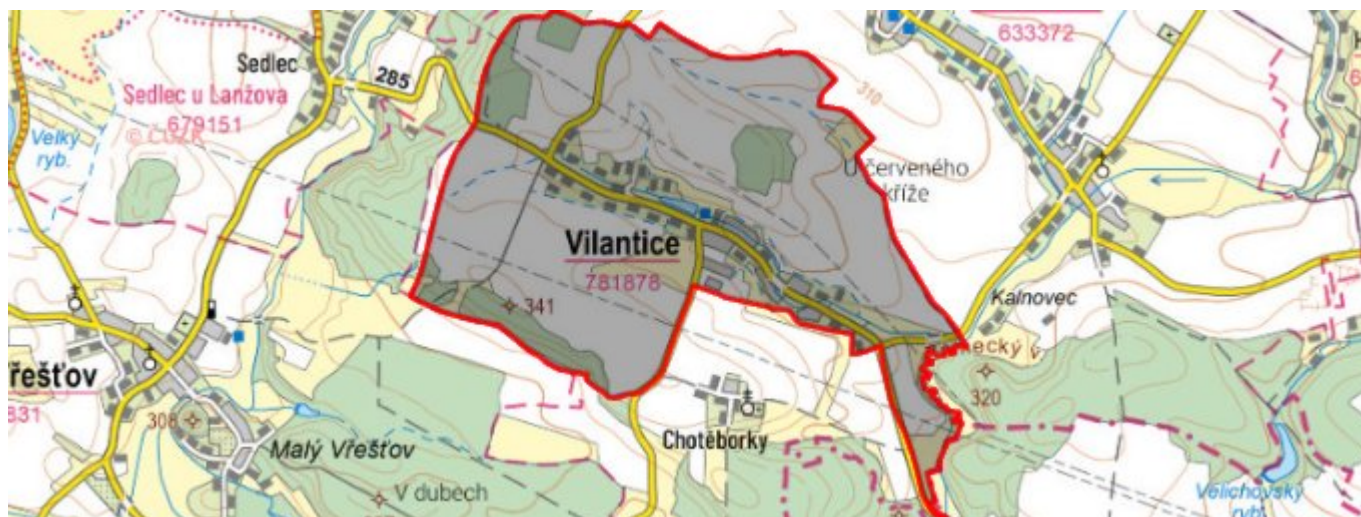 633372
Sedlec
285
Sedlec u Lanžova
679151
© ČÚZK
Velký
ryb.
310
U červeného
kříže
Vilantice
781878
341
Kalnovec
320
řešťov
831
308
Malý Vřešťov
Chotěborky
V dubech
Velichovský
ryb.